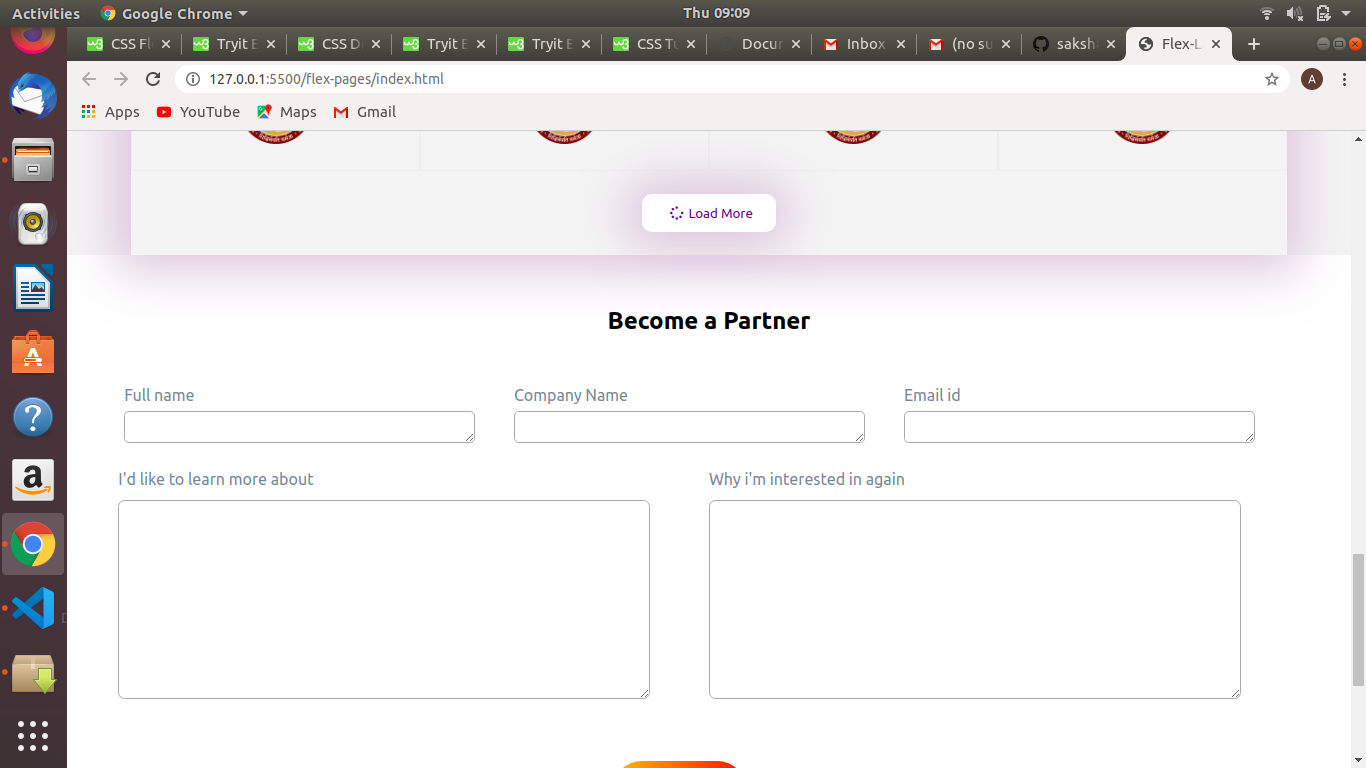 Activities Google Chrome Thu 09:09
CSS Fl Tryit E CSS D Tryit E Tryit E CSS Tu Docur Inbox (no su saksh Flex-L
127.0.0.1:5500/flex-pages/index.html A
Apps YouTube Maps Gmail
Load More
Become a Partner
Full name Company Name Email id
I'd like to learn more about Why i'm interested in again